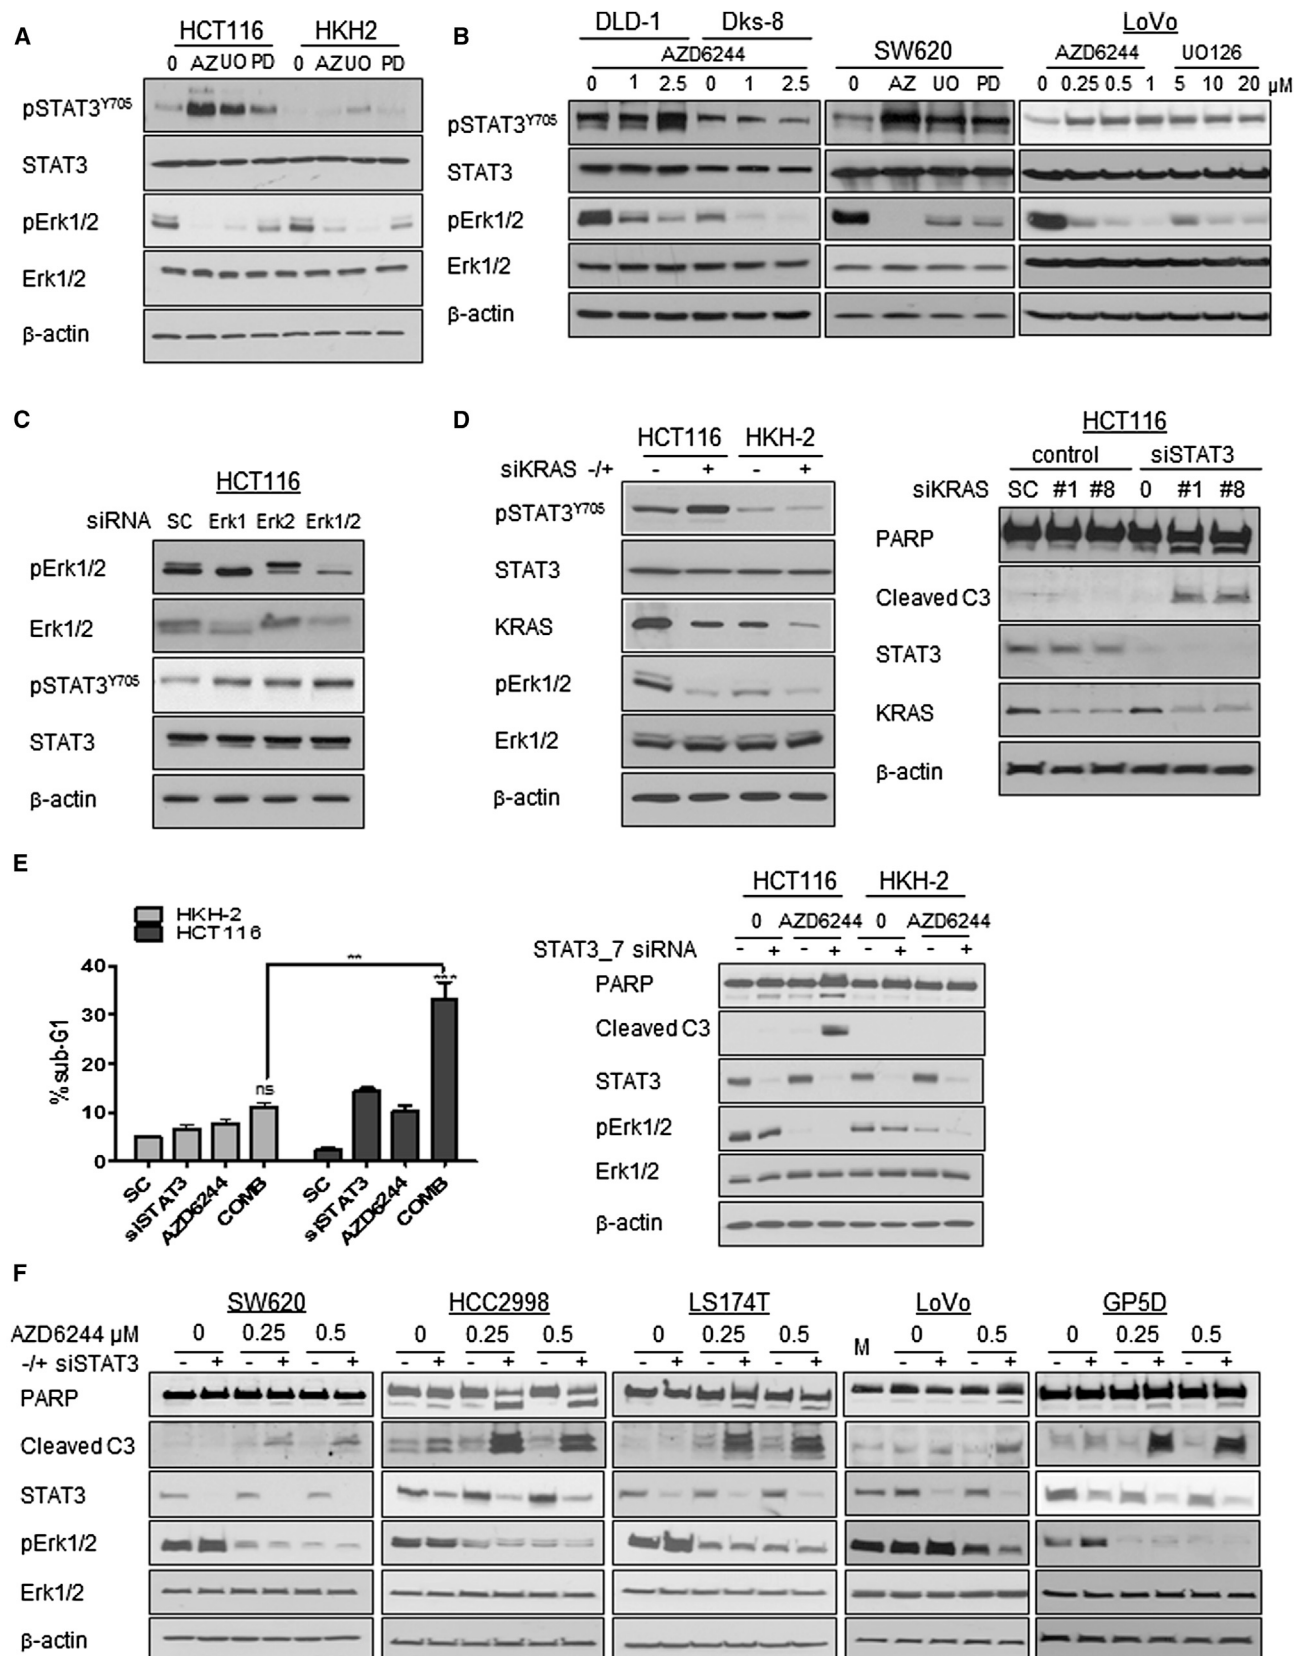 A
HCT116 HKH2
0 AZ UO PD 0 AZ UO PD
pSTAT3Y705
STAT3
pErk1/2
Erk1/2
β-actin
B
DLD-1 Dks-8 SW620 LoVo
AZD6244 AZD6244 UO126
0 1 2.5 0 1 2.5 0 AZ UO PD 0 0.25 0.5 1 5 10 20 μM
pSTAT3Y705
STAT3
pErk1/2
Erk1/2
β-actin
C
HCT116
siRNA SC Erk1 Erk2 Erk1/2
pErk1/2
Erk1/2
pSTAT3Y705
STAT3
β-actin
D
HCT116 HKH-2
siKRAS -/+ - + - +
pSTAT3Y705
STAT3
KRAS
pErk1/2
Erk1/2
β-actin
HCT116
control siSTAT3
siKRAS SC #1 #8 0 #1 #8
PARP
Cleaved C3
STAT3
KRAS
β-actin
E
HKH-2
HCT116
% sub-G1
40
30
20
10
0
ns
**
***
SC siSTAT3 AZD6244 COMB SC siSTAT3 AZD6244 COMB
HCT116 HKH-2
0 AZD6244 0 AZD6244
STAT3_7 siRNA - + - + - + - +
PARP
Cleaved C3
STAT3
pErk1/2
Erk1/2
β-actin
F
SW620 HCC2998 LS174T LoVo GP5D
AZD6244 μM 0 0.25 0.5 0 0.25 0.5 0 0.25 0.5 M 0 0.5 0 0.25 0.5
-/+ siSTAT3 - + - + - + - + - + - + - + - + - + - + - + - + - + - +
PARP
Cleaved C3
STAT3
pErk1/2
Erk1/2
β-actin